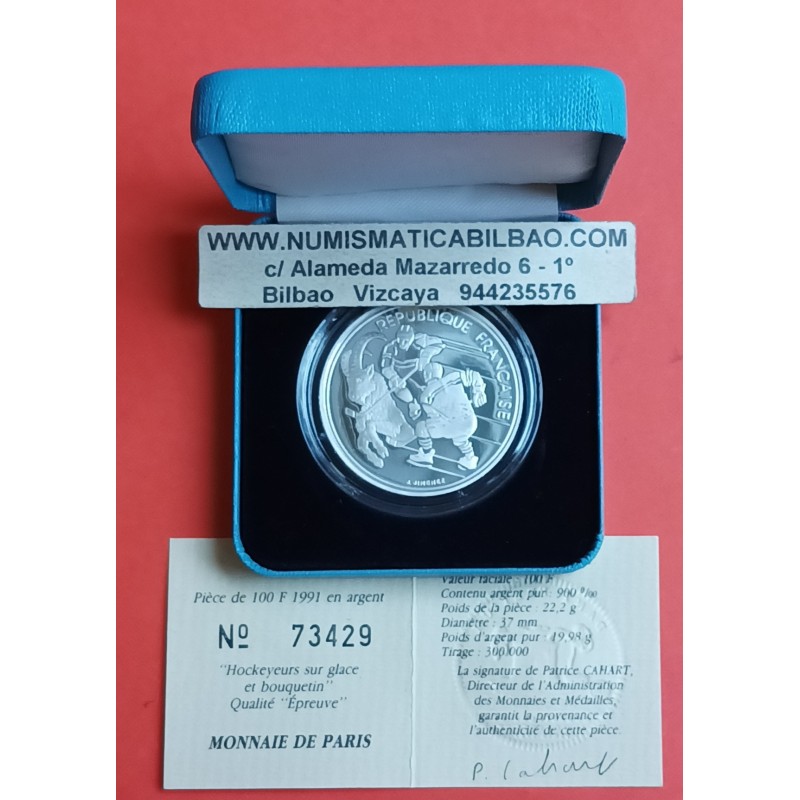 WWW.NUMISMATICABILBAO.COM
c/ Alameda Mazarredo 6 - 1º
Bilbao Vizcaya 944235576
REPUBLIQUE FRANÇAISE
Pièce de 100 F 1991 en argent
Nº 73429
"Hockeyeurs sur glace
et bouquetin"
Qualité "Épreuve"
MONNAIE DE PARIS
Valeur faciale : 100 F
Contenu argent pur : 900 ‰
Poids de la pièce : 22,2 g
Diamètre : 37 mm
Poids d'argent pur : 19,98 g
Tirage : 300.000
La signature de Patrice CAHART,
Directeur de l'Administration
des Monnaies et Médailles,
garantit la provenance et
l'authenticité de cette pièce.
P. Cahart